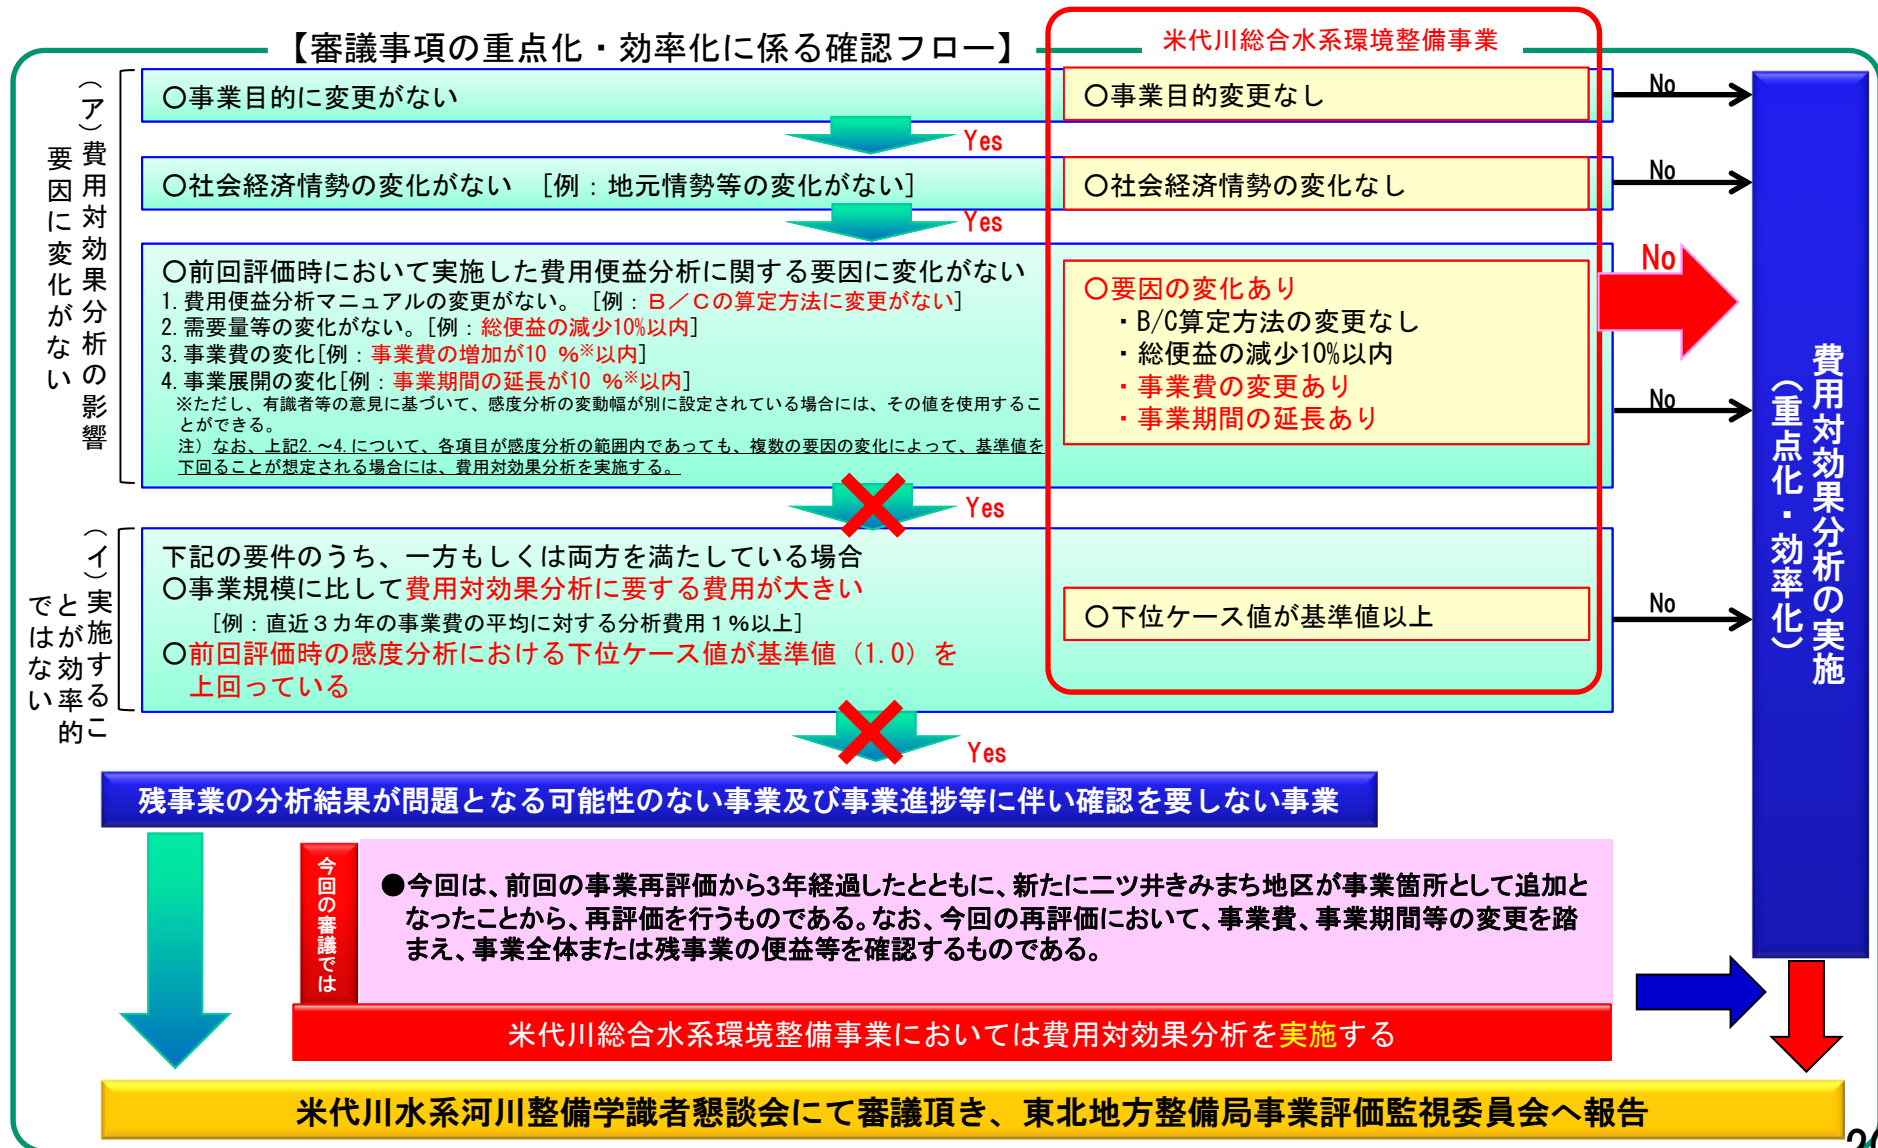 【審議事項の重点化・効率化に係る確認フロー】
米代川総合水系環境整備事業
（ア）費用対効果分析の影響
要因に変化がない
○事業目的に変更がない
○事業目的変更なし
No
Yes
○社会経済情勢の変化がない　［例：地元情勢等の変化がない］
○社会経済情勢の変化なし
No
Yes
○前回評価時において実施した費用便益分析に関する要因に変化がない
1. 費用便益分析マニュアルの変更がない。［例：Ｂ／Ｃの算定方法に変更がない］
2. 需要量等の変化がない。［例：総便益の減少10%以内］
3. 事業費の変化［例：事業費の増加が10 %※以内］
4. 事業展開の変化［例：事業期間の延長が10 %※以内］
※ただし、有識者等の意見に基づいて、感度分析の変動幅が別に設定されている場合には、その値を使用するこ
とができる。
注）なお、上記2.～4.について、各項目が感度分析の範囲内であっても、複数の要因の変化によって、基準値を
下回ることが想定される場合には、費用対効果分析を実施する。
○要因の変化あり
・B/C算定方法の変更なし
・総便益の減少10%以内
・事業費の変更あり
・事業期間の延長あり
No
No
Yes
（イ）実施するこ
とが効率的
ではない
下記の要件のうち、一方もしくは両方を満たしている場合
○事業規模に比して費用対効果分析に要する費用が大きい
［例：直近３カ年の事業費の平均に対する分析費用１%以上］
○前回評価時の感度分析における下位ケース値が基準値（1.0）を
上回っている
○下位ケース値が基準値以上
No
Yes
費用対効果分析の実施
（重点化・効率化）
残事業の分析結果が問題となる可能性のない事業及び事業進捗等に伴い確認を要しない事業
今回の審議では
●今回は、前回の事業再評価から3年経過したとともに、新たに二ツ井きみまち地区が事業箇所として追加と
なったことから、再評価を行うものである。なお、今回の再評価において、事業費、事業期間等の変更を踏
まえ、事業全体または残事業の便益等を確認するものである。
米代川総合水系環境整備事業においては費用対効果分析を実施する
米代川水系河川整備学識者懇談会にて審議頂き、東北地方整備局事業評価監視委員会へ報告